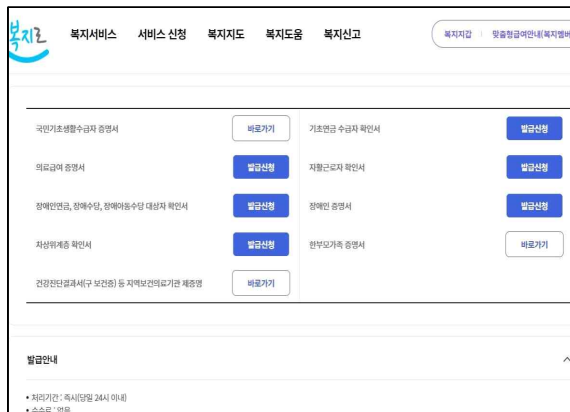 복지로
복지서비스 서비스 신청 복지지도 복지도움 복지신고 복지지갑 맞춤형급여안내(복지멤버
국민기초생활수급자 증명서 바로가기 기초연금 수급자 확인서 발급신청
의료급여 증명서 발급신청 자활근로자 확인서 발급신청
장애인연금, 장애수당, 장애아동수당 대상자 확인서 발급신청 장애인 증명서 발급신청
차상위계층 확인서 발급신청 한부모가족 증명서 바로가기
건강진단결과서(구 보건증) 등 지역보건의료기관 제증명 바로가기
발급안내
• 처리기간 : 즉시(당일 24시 이내)
• 수수료 : 없음